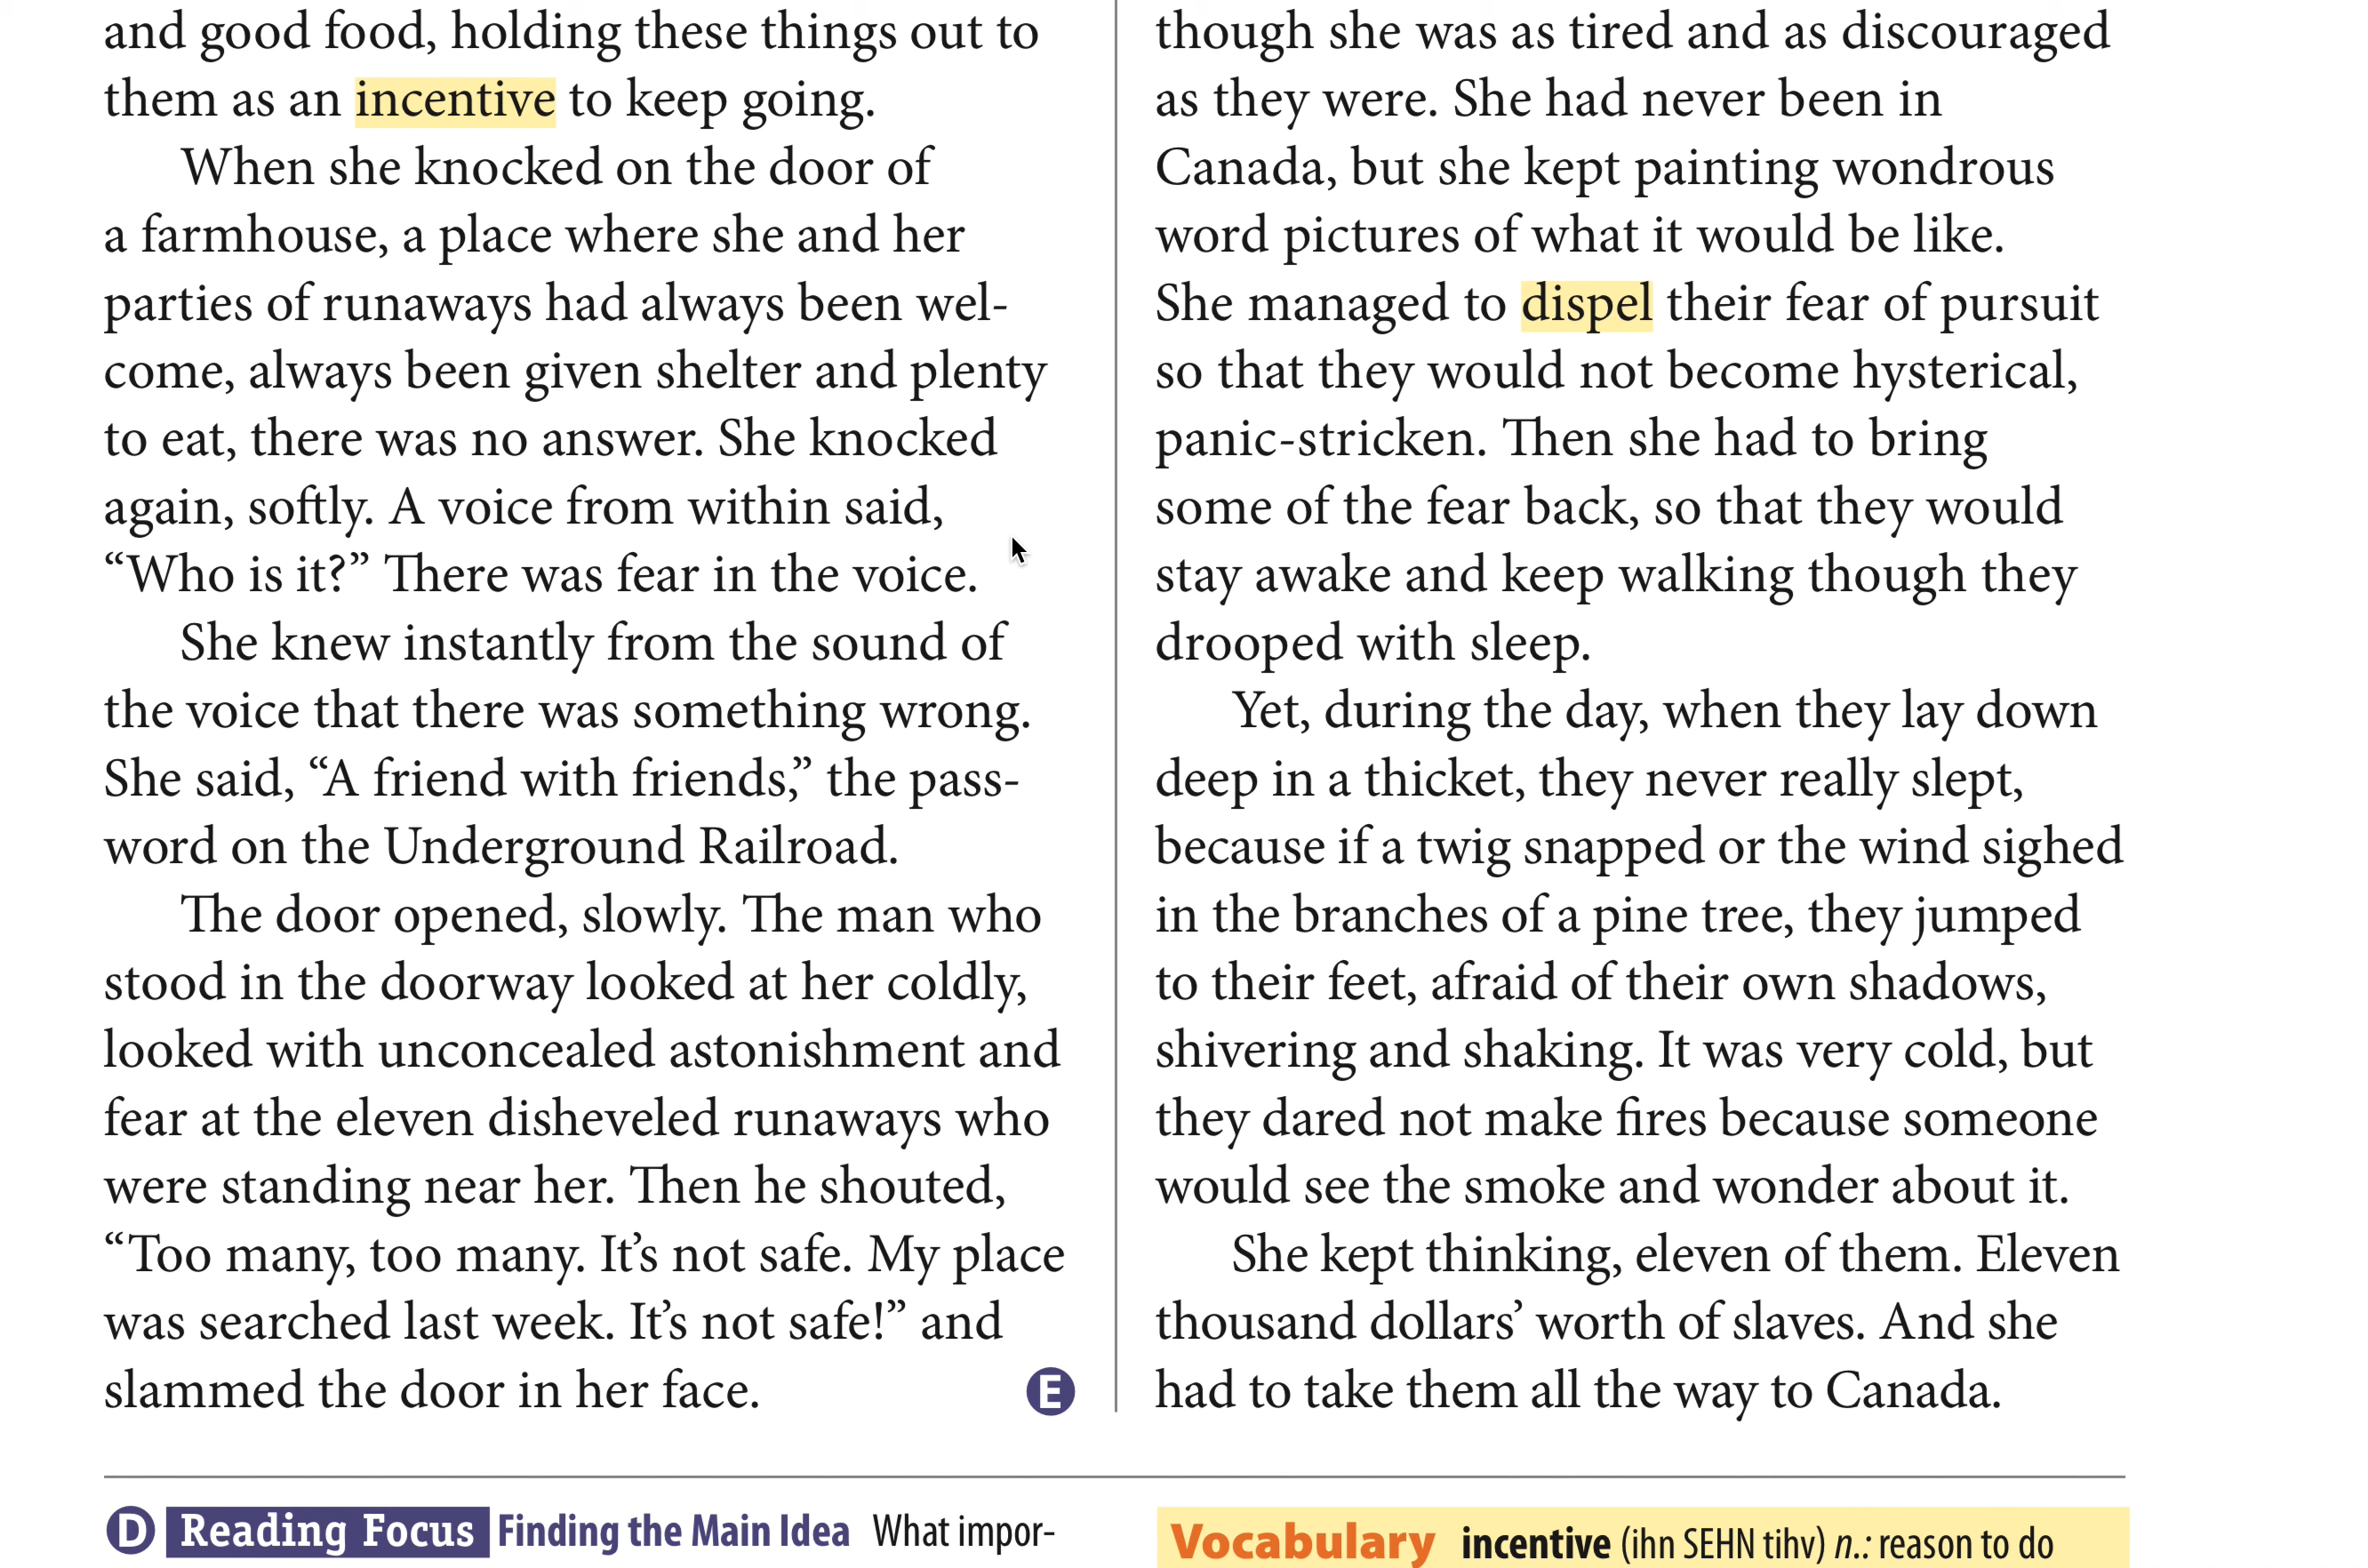 and good food, holding these things out to
them as an incentive to keep going.
When she knocked on the door of
a farmhouse, a place where she and her
parties of runaways had always been wel-
come, always been given shelter and plenty
to eat, there was no answer. She knocked
again, softly. A voice from within said,
“Who is it?” There was fear in the voice.
She knew instantly from the sound of
the voice that there was something wrong.
She said, “A friend with friends,” the pass-
word on the Underground Railroad.
The door opened, slowly. The man who
stood in the doorway looked at her coldly,
looked with unconcealed astonishment and
fear at the eleven disheveled runaways who
were standing near her. Then he shouted,
“Too many, too many. It’s not safe. My place
was searched last week. It’s not safe!” and
slammed the door in her face. E
though she was as tired and as discouraged
as they were. She had never been in
Canada, but she kept painting wondrous
word pictures of what it would be like.
She managed to dispel their fear of pursuit
so that they would not become hysterical,
panic-stricken. Then she had to bring
some of the fear back, so that they would
stay awake and keep walking though they
drooped with sleep.
Yet, during the day, when they lay down
deep in a thicket, they never really slept,
because if a twig snapped or the wind sighed
in the branches of a pine tree, they jumped
to their feet, afraid of their own shadows,
shivering and shaking. It was very cold, but
they dared not make fires because someone
would see the smoke and wonder about it.
She kept thinking, eleven of them. Eleven
thousand dollars’ worth of slaves. And she
had to take them all the way to Canada.
D Reading Focus Finding the Main Idea What impor-
Vocabulary incentive (ihn SEHN tihv) n.: reason to do